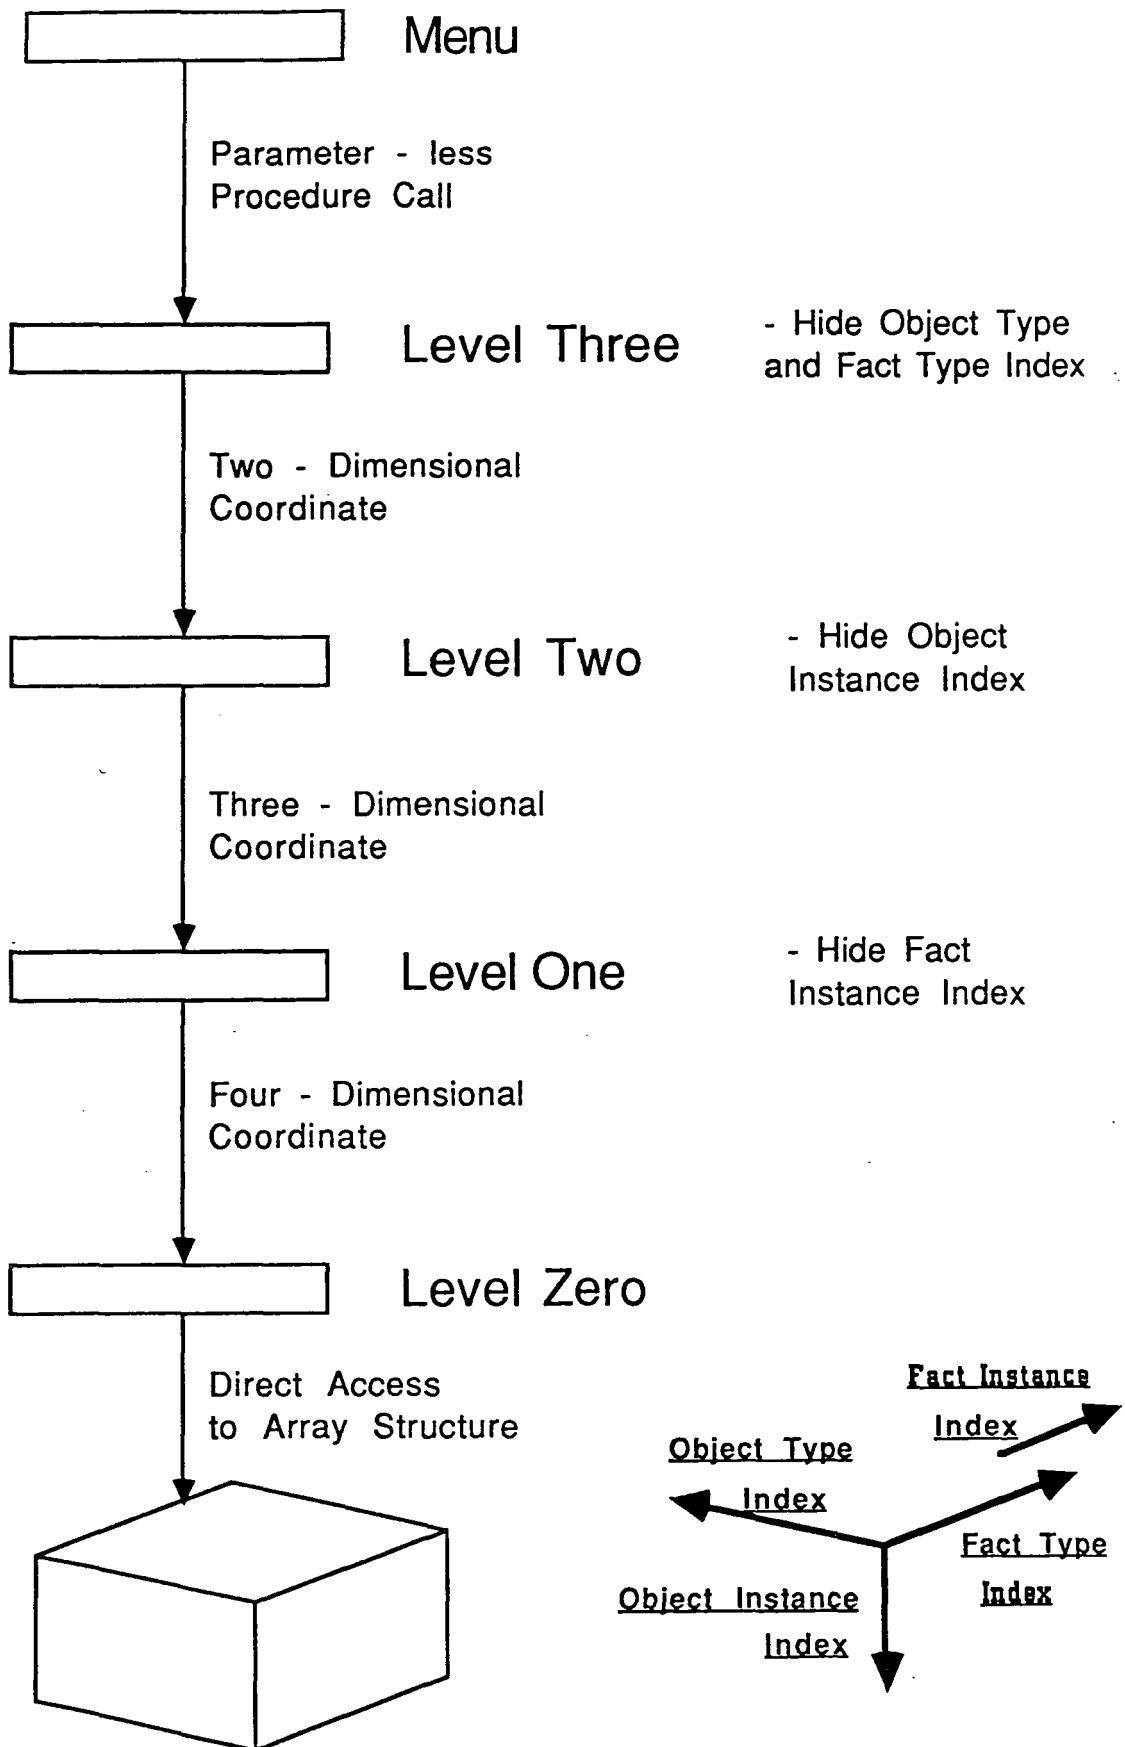 Menu
Parameter - less
Procedure Call
Level Three
- Hide Object Type
and Fact Type Index
Two - Dimensional
Coordinate
Level Two
- Hide Object
Instance Index
Three - Dimensional
Coordinate
Level One
- Hide Fact
Instance Index
Four - Dimensional
Coordinate
Level Zero
Direct Access
to Array Structure
Fact Instance
Index
Object Type
Index
Fact Type
Index
Object Instance
Index